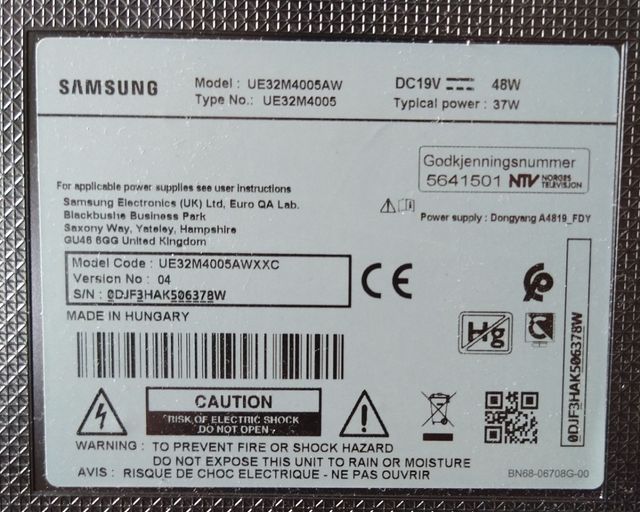 SAMSUNG
Model : UE32M4005AW
Type No.: UE32M4005
DC19V 48W
Typical power : 37W
Godkjenningsnummer
5641501 NTV NORGES TELEVISJON
For applicable power supplies see user instructions
Samsung Electronics (UK) Ltd, Euro QA Lab.
Blackbushe Business Park
Saxony Way, Yateley, Hampshire
GU46 6GG United Kingdom
Power supply : Dongyang A4819_FDY
Model Code : UE32M4005AWXXC
Version No : 04
S/N : 0DJF3HAK506378W
CE
MADE IN HUNGARY
Hg
0DJF3HAK506378W
CAUTION
RISK OF ELECTRIC SHOCK
DO NOT OPEN
WARNING : TO PREVENT FIRE OR SHOCK HAZARD
DO NOT EXPOSE THIS UNIT TO RAIN OR MOISTURE
AVIS : RISQUE DE CHOC ELECTRIQUE - NE PAS OUVRIR
BN68-06708G-00